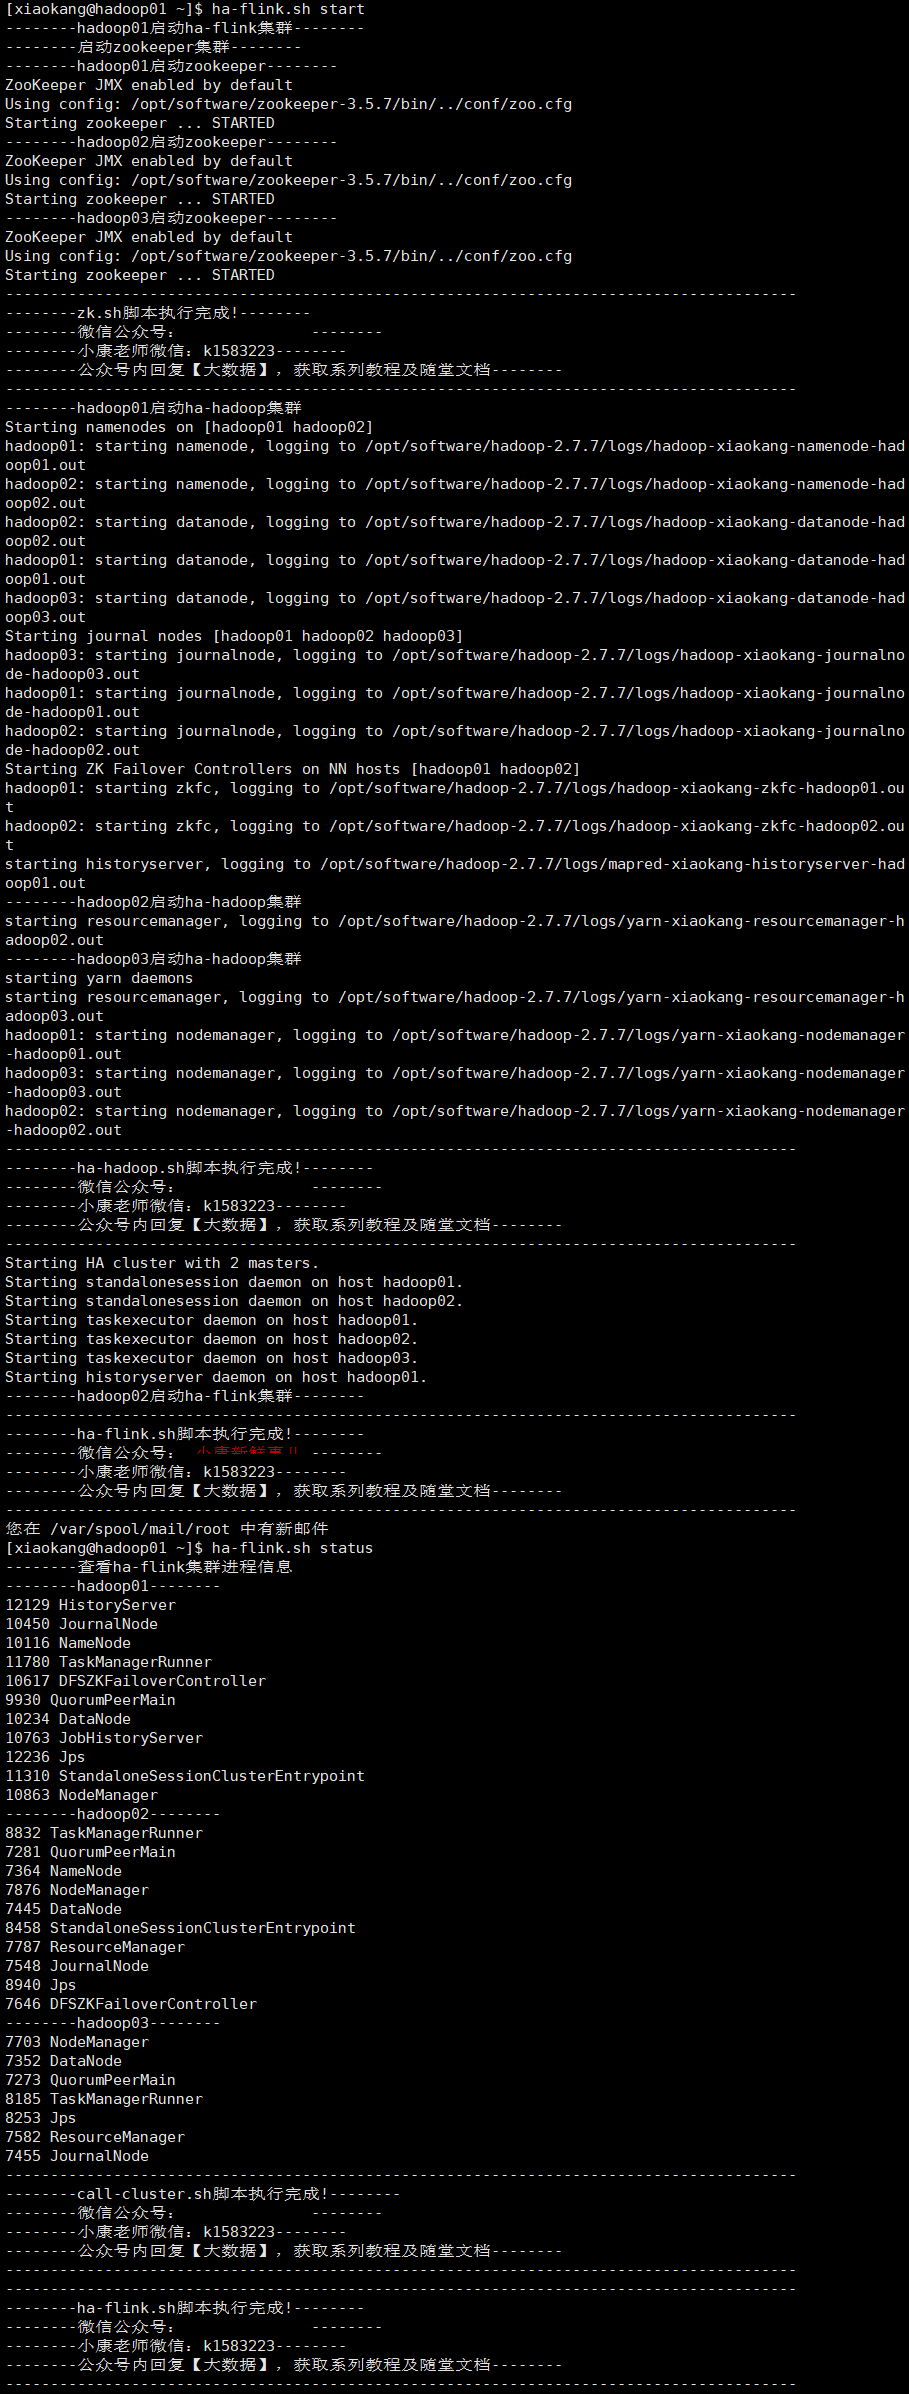 [xiaokang@hadoop01 ~]$ ha-flink.sh start
--------hadoop01启动ha-flink集群--------
--------启动zookeeper集群--------
--------hadoop01启动zookeeper--------
ZooKeeper JMX enabled by default
Using config: /opt/software/zookeeper-3.5.7/bin/../conf/zoo.cfg
Starting zookeeper ... STARTED
--------hadoop02启动zookeeper--------
ZooKeeper JMX enabled by default
Using config: /opt/software/zookeeper-3.5.7/bin/../conf/zoo.cfg
Starting zookeeper ... STARTED
--------hadoop03启动zookeeper--------
ZooKeeper JMX enabled by default
Using config: /opt/software/zookeeper-3.5.7/bin/../conf/zoo.cfg
Starting zookeeper ... STARTED
----------------------------------------------------------------------------------------
--------zk.sh脚本执行完成!--------
--------微信公众号: --------
--------小康老师微信: k1583223--------
--------公众号内回复【大数据】, 获取系列教程及随堂文档--------
----------------------------------------------------------------------------------------
--------hadoop01启动ha-hadoop集群
Starting namenodes on [hadoop01 hadoop02]
hadoop01: starting namenode, logging to /opt/software/hadoop-2.7.7/logs/hadoop-xiaokang-namenode-had
oop01.out
hadoop02: starting namenode, logging to /opt/software/hadoop-2.7.7/logs/hadoop-xiaokang-namenode-had
oop02.out
hadoop02: starting datanode, logging to /opt/software/hadoop-2.7.7/logs/hadoop-xiaokang-datanode-had
oop02.out
hadoop01: starting datanode, logging to /opt/software/hadoop-2.7.7/logs/hadoop-xiaokang-datanode-had
oop01.out
hadoop03: starting datanode, logging to /opt/software/hadoop-2.7.7/logs/hadoop-xiaokang-datanode-had
oop03.out
Starting journal nodes [hadoop01 hadoop02 hadoop03]
hadoop03: starting journalnode, logging to /opt/software/hadoop-2.7.7/logs/hadoop-xiaokang-journalno
de-hadoop03.out
hadoop01: starting journalnode, logging to /opt/software/hadoop-2.7.7/logs/hadoop-xiaokang-journalno
de-hadoop01.out
hadoop02: starting journalnode, logging to /opt/software/hadoop-2.7.7/logs/hadoop-xiaokang-journalno
de-hadoop02.out
Starting ZK Failover Controllers on NN hosts [hadoop01 hadoop02]
hadoop01: starting zkfc, logging to /opt/software/hadoop-2.7.7/logs/hadoop-xiaokang-zkfc-hadoop01.ou
t
hadoop02: starting zkfc, logging to /opt/software/hadoop-2.7.7/logs/hadoop-xiaokang-zkfc-hadoop02.ou
t
starting historyserver, logging to /opt/software/hadoop-2.7.7/logs/mapred-xiaokang-historyserver-had
oop01.out
--------hadoop02启动ha-hadoop集群
starting resourcemanager, logging to /opt/software/hadoop-2.7.7/logs/yarn-xiaokang-resourcemanager-h
adoop02.out
--------hadoop03启动ha-hadoop集群
starting yarn daemons
starting resourcemanager, logging to /opt/software/hadoop-2.7.7/logs/yarn-xiaokang-resourcemanager-h
adoop03.out
hadoop01: starting nodemanager, logging to /opt/software/hadoop-2.7.7/logs/yarn-xiaokang-nodemanager
-hadoop01.out
hadoop03: starting nodemanager, logging to /opt/software/hadoop-2.7.7/logs/yarn-xiaokang-nodemanager
-hadoop03.out
hadoop02: starting nodemanager, logging to /opt/software/hadoop-2.7.7/logs/yarn-xiaokang-nodemanager
-hadoop02.out
----------------------------------------------------------------------------------------
--------ha-hadoop.sh脚本执行完成!--------
--------微信公众号: --------
--------小康老师微信: k1583223--------
--------公众号内回复【大数据】, 获取系列教程及随堂文档--------
----------------------------------------------------------------------------------------
Starting HA cluster with 2 masters.
Starting standalonesession daemon on host hadoop01.
Starting standalonesession daemon on host hadoop02.
Starting taskexecutor daemon on host hadoop01.
Starting taskexecutor daemon on host hadoop02.
Starting taskexecutor daemon on host hadoop03.
Starting historyserver daemon on host hadoop01.
--------hadoop02启动ha-flink集群--------
----------------------------------------------------------------------------------------
--------ha-flink.sh脚本执行完成!--------
--------微信公众号: 小康新鲜事儿 --------
--------小康老师微信: k1583223--------
--------公众号内回复【大数据】, 获取系列教程及随堂文档--------
----------------------------------------------------------------------------------------
您在 /var/spool/mail/root 中有新邮件
[xiaokang@hadoop01 ~]$ ha-flink.sh status
--------查看ha-flink集群进程信息
--------hadoop01--------
12129 HistoryServer
10450 JournalNode
10116 NameNode
11780 TaskManagerRunner
10617 DFSZKFailoverController
9930 QuorumPeerMain
10234 DataNode
10763 JobHistoryServer
12236 Jps
11310 StandaloneSessionClusterEntrypoint
10863 NodeManager
--------hadoop02--------
8832 TaskManagerRunner
7281 QuorumPeerMain
7364 NameNode
7876 NodeManager
7445 DataNode
8458 StandaloneSessionClusterEntrypoint
7787 ResourceManager
7548 JournalNode
8940 Jps
7646 DFSZKFailoverController
--------hadoop03--------
7703 NodeManager
7352 DataNode
7273 QuorumPeerMain
8185 TaskManagerRunner
8253 Jps
7582 ResourceManager
7455 JournalNode
----------------------------------------------------------------------------------------
--------call-cluster.sh脚本执行完成!--------
--------微信公众号: --------
--------小康老师微信: k1583223--------
--------公众号内回复【大数据】, 获取系列教程及随堂文档--------
----------------------------------------------------------------------------------------
----------------------------------------------------------------------------------------
--------ha-flink.sh脚本执行完成!--------
--------微信公众号: --------
--------小康老师微信: k1583223--------
--------公众号内回复【大数据】, 获取系列教程及随堂文档--------
----------------------------------------------------------------------------------------